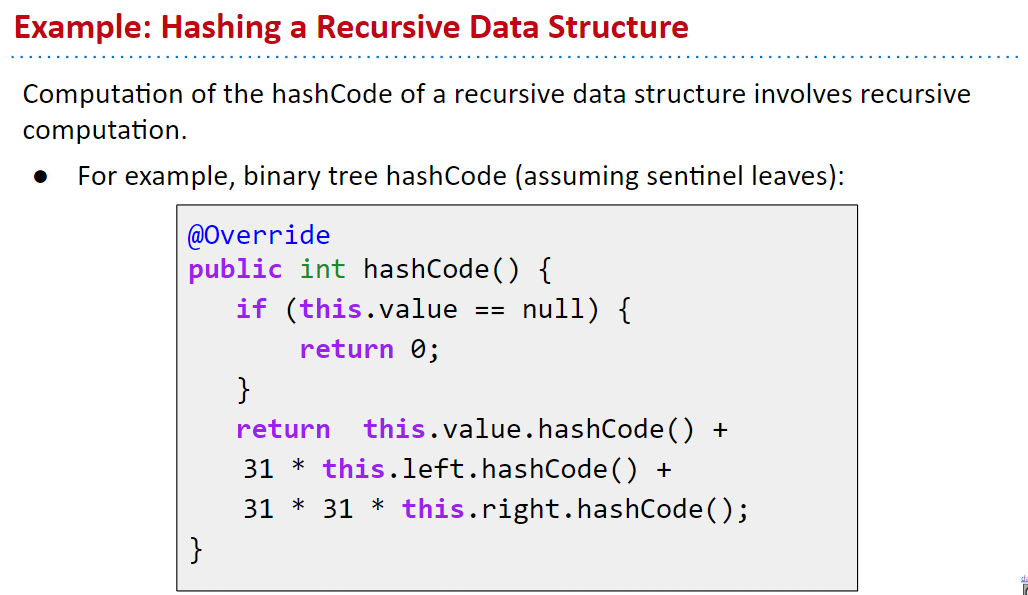 Example: Hashing a Recursive Data Structure
Computation of the hashCode of a recursive data structure involves recursive
computation.
● For example, binary tree hashCode (assuming sentinel leaves):
@Override
public int hashCode() {
if (this.value == null) {
return 0;
}
return this.value.hashCode() +
31 * this.left.hashCode() +
31 * 31 * this.right.hashCode();
}